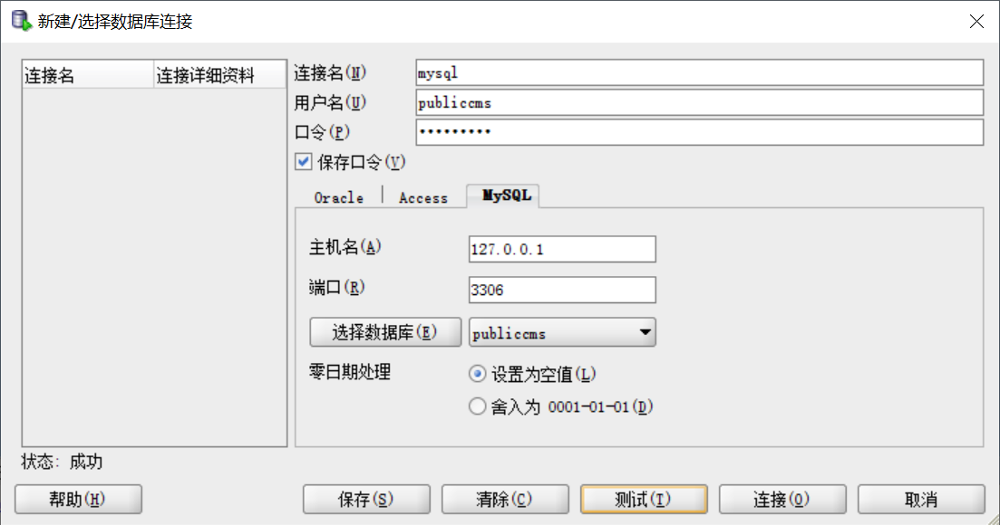 新建/选择数据库连接
连接名 连接详细资料
连接名(N) mysql
用户名(U) publiccms
口令(P) •••••••••
保存口令(V)
Oracle Access MySQL
主机名(A) 127.0.0.1
端口(R) 3306
选择数据库(E) publiccms
零日期处理 设置为空值(L)
舍入为 0001-01-01(D)
状态: 成功
帮助(H) 保存(S) 清除(C) 测试(T) 连接(O) 取消